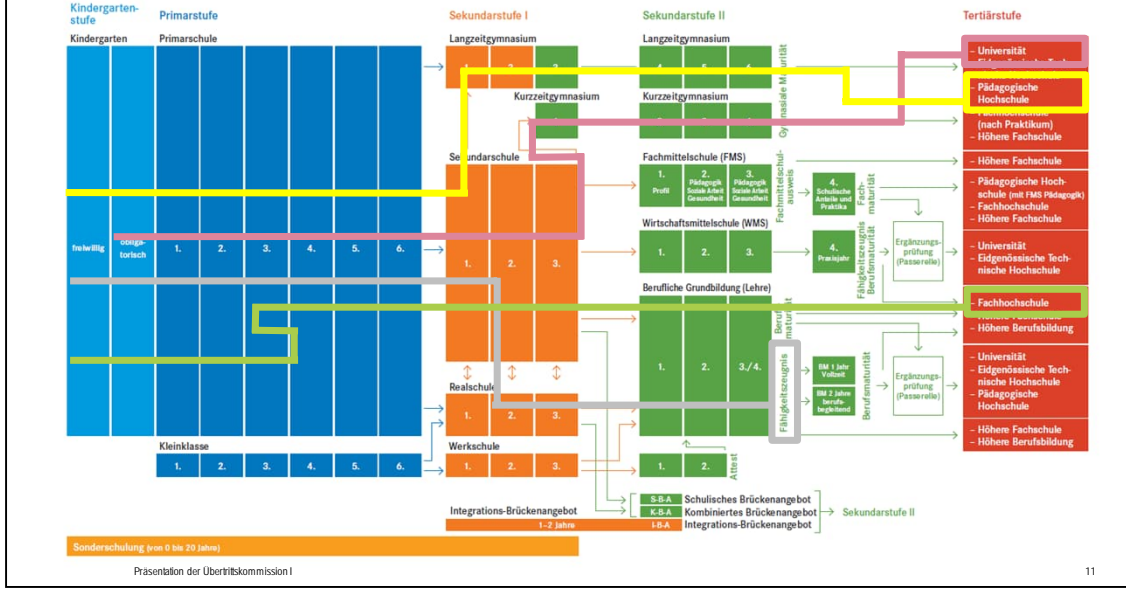 Kindergarten-
stufe
Primarstufe
Sekundarstufe I
Sekundarstufe II
Tertiärstufe
Kindergarten
Primarschule
Langzeitgymnasium
Langzeitgymnasium
1.
2.
3.
4.
5.
6.
Gymnasiale Maturität
– Universität
– Pädagogische
Hochschule
– Fachhochschule
(nach Praktikum)
– Höhere Fachschule
Kurzzeitgymnasium
Kurzzeitgymnasium
Sekundarschule
Fachmittelschule (FMS)
1.
Profil
2.
Pädagogik
Soziale Arbeit
Gesundheit
3.
Pädagogik
Soziale Arbeit
Gesundheit
Fachmittelschul-
ausweis
4.
Schulische
Anteile und
Praktika
Fach-
maturität
– Höhere Fachschule
– Pädagogische Hoch-
schule (mit FMS Pädagogik)
– Fachhochschule
– Höhere Fachschule
freiwillig
obliga-
torisch
1.
2.
3.
4.
5.
6.
1.
2.
3.
Wirtschaftsmittelschule (WMS)
1.
2.
3.
4.
Praxisjahr
Fähigkeitszeugnis
Berufsmaturität
Ergänzungs-
prüfung
(Passerelle)
– Universität
– Eidgenössische Tech-
nische Hochschule
Berufliche Grundbildung (Lehre)
1.
2.
3./4.
Fähigkeitszeugnis
BM 1 Jahr
Vollzeit
BM 2 Jahre
berufs-
begleitend
Berufsmaturität
Ergänzungs-
prüfung
(Passerelle)
– Fachhochschule
– Höhere Berufsbildung
– Universität
– Eidgenössische Tech-
nische Hochschule
– Pädagogische
Hochschule
– Höhere Fachschule
– Höhere Berufsbildung
Realschule
1.
2.
3.
Kleinklasse
1.
2.
3.
4.
5.
6.
Werkschule
1.
2.
3.
1.
2.
Attest
Integrations-Brückenangebot
1–2 Jahre
S-B-A Schulisches Brückenangebot
K-B-A Kombiniertes Brückenangebot
I-B-A Integrations-Brückenangebot
Sekundarstufe II
Sonderschulung (von 0 bis 20 Jahre)
Präsentation der Übertrittskommission I
11